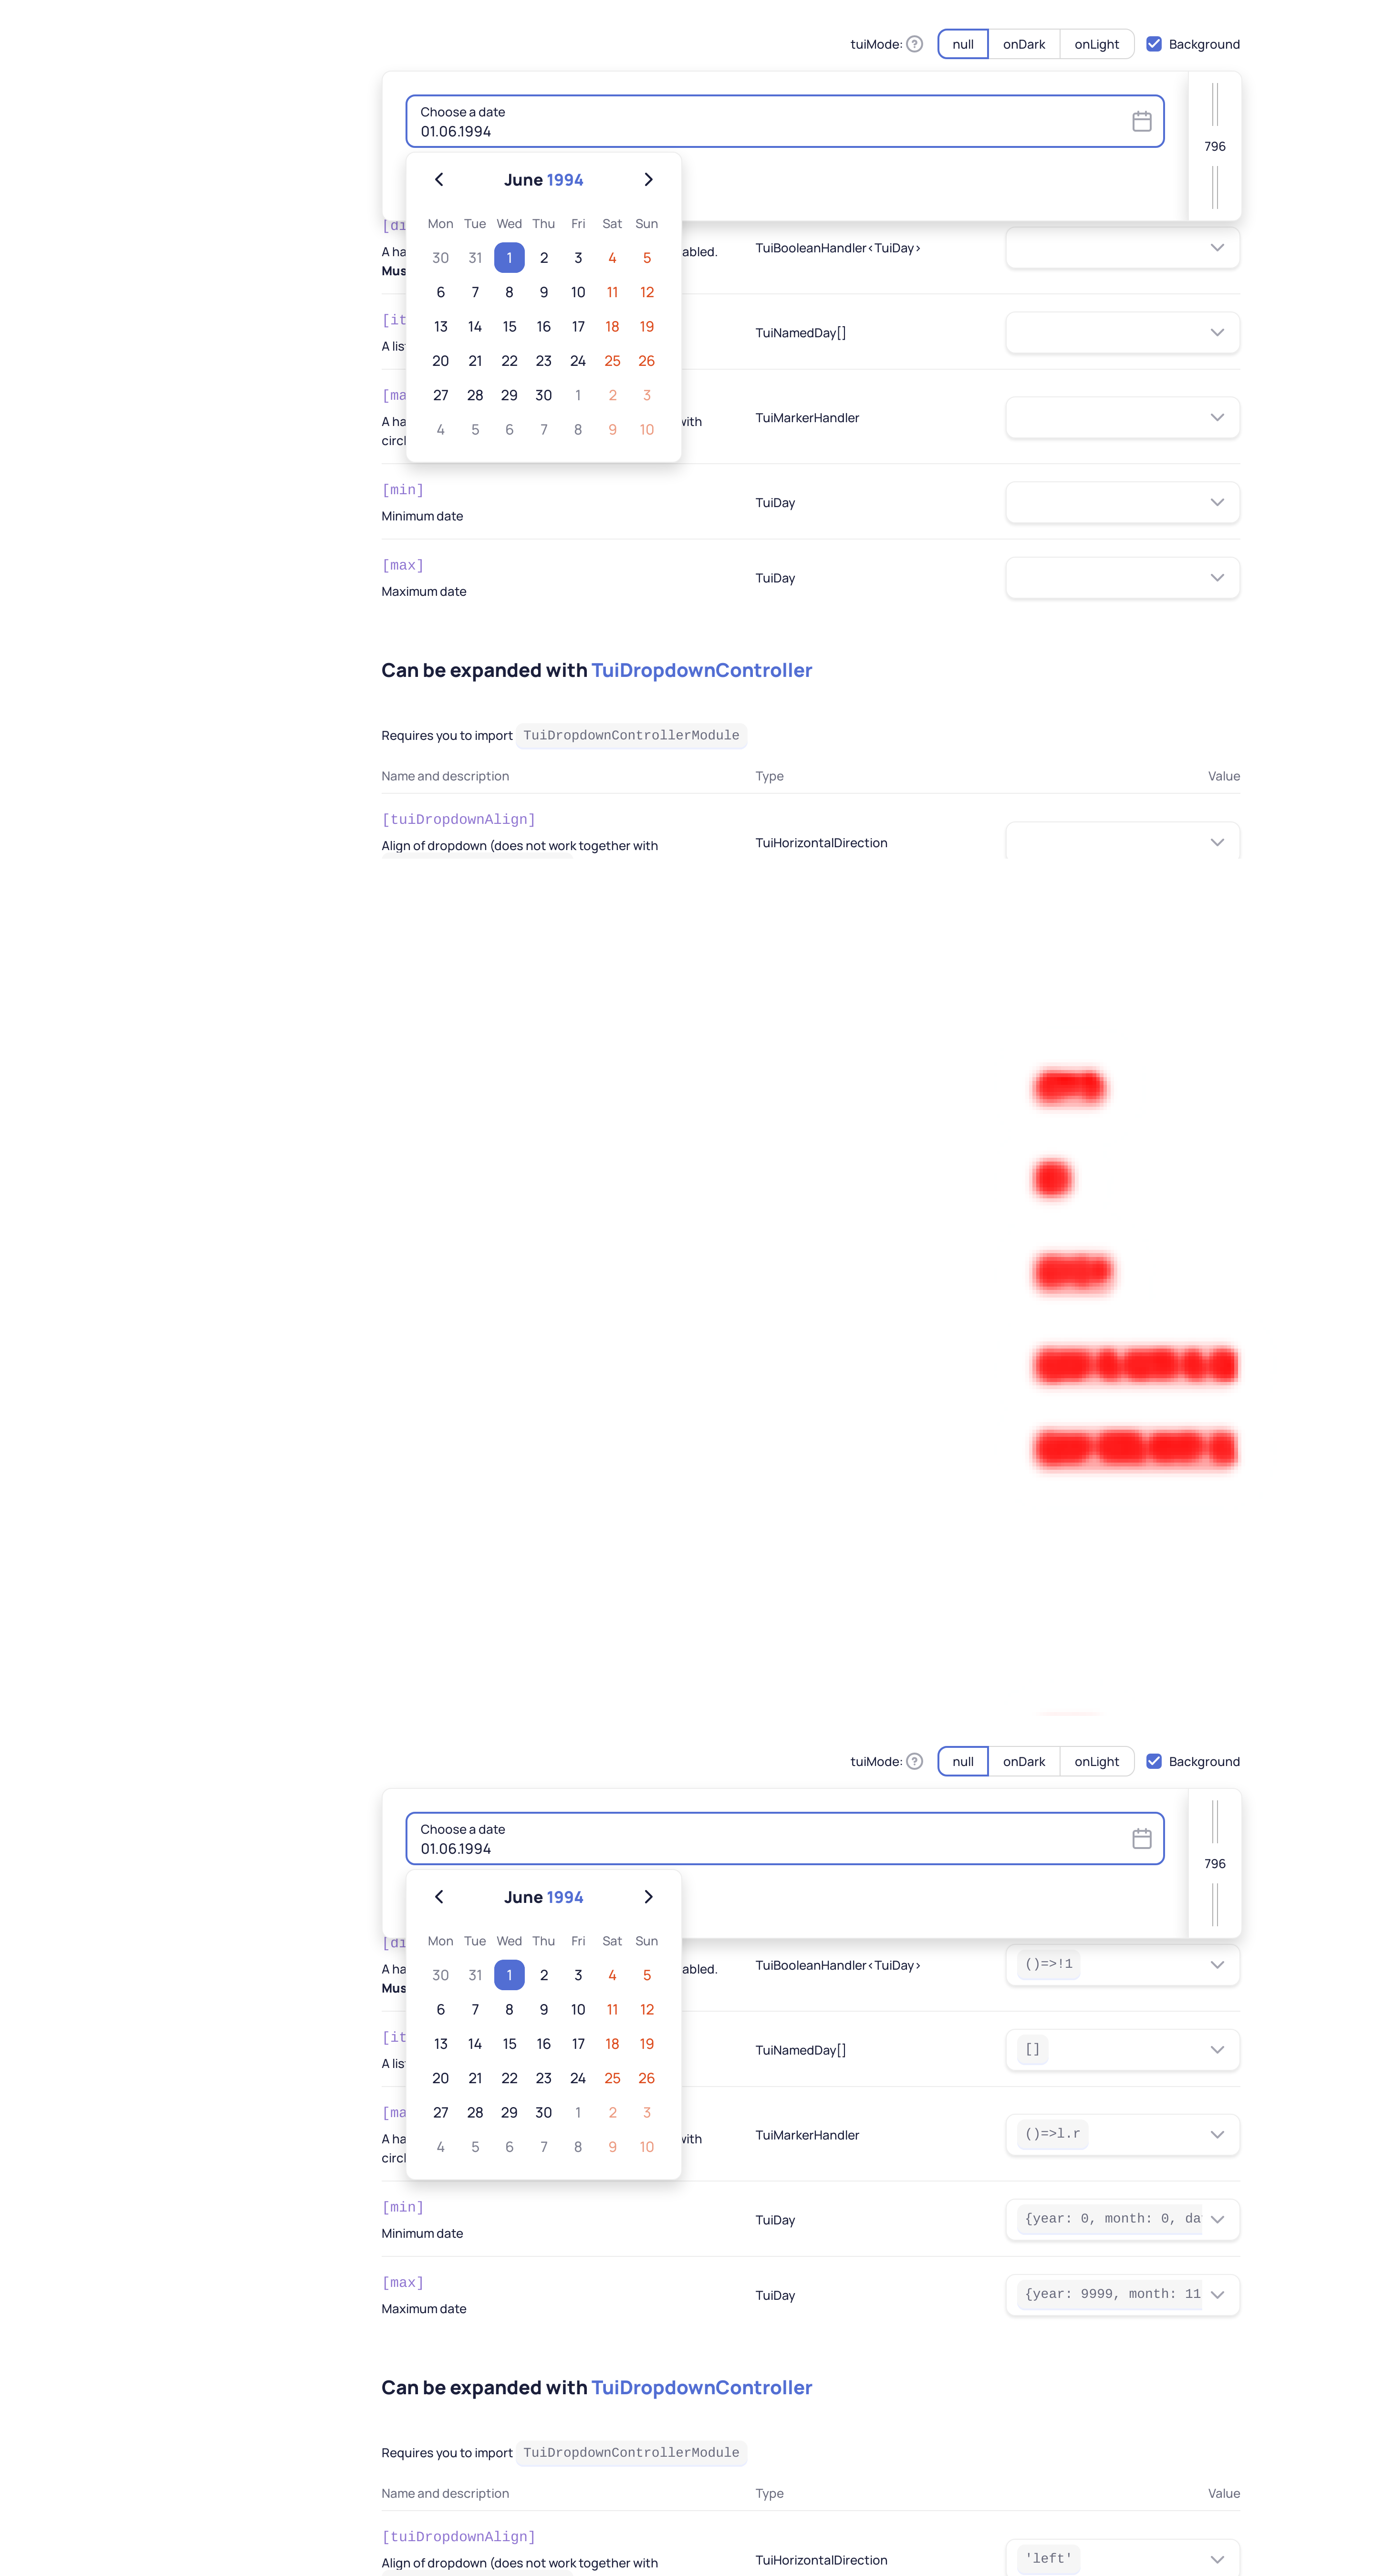 tuiMode: ? null onDark onLight Background
Choose a date
01.06.1994
796
June 1994
Mon Tue Wed Thu Fri Sat Sun
30 31 1 2 3 4 5
6 7 8 9 10 11 12
13 14 15 16 17 18 19
20 21 22 23 24 25 26
27 28 29 30 1 2 3
4 5 6 7 8 9 10
[di
A ha abled. TuiBooleanHandler<TuiDay>
Mus
[it
A lis TuiNamedDay[]
[ma
A ha with TuiMarkerHandler
circl
[min]
Minimum date TuiDay
[max]
Maximum date TuiDay
Can be expanded with TuiDropdownController
Requires you to import TuiDropdownControllerModule
Name and description Type Value
[tuiDropdownAlign]
Align of dropdown (does not work together with TuiHorizontalDirection
tuiMode: ? null onDark onLight Background
Choose a date
01.06.1994
796
June 1994
Mon Tue Wed Thu Fri Sat Sun
30 31 1 2 3 4 5
6 7 8 9 10 11 12
13 14 15 16 17 18 19
20 21 22 23 24 25 26
27 28 29 30 1 2 3
4 5 6 7 8 9 10
[di
A ha abled. TuiBooleanHandler<TuiDay> ()=>!1
Mus
[it
A lis TuiNamedDay[] []
[ma
A ha with TuiMarkerHandler ()=>l.r
circl
[min]
Minimum date TuiDay {year: 0, month: 0, da
[max]
Maximum date TuiDay {year: 9999, month: 11
Can be expanded with TuiDropdownController
Requires you to import TuiDropdownControllerModule
Name and description Type Value
[tuiDropdownAlign]
Align of dropdown (does not work together with TuiHorizontalDirection 'left'